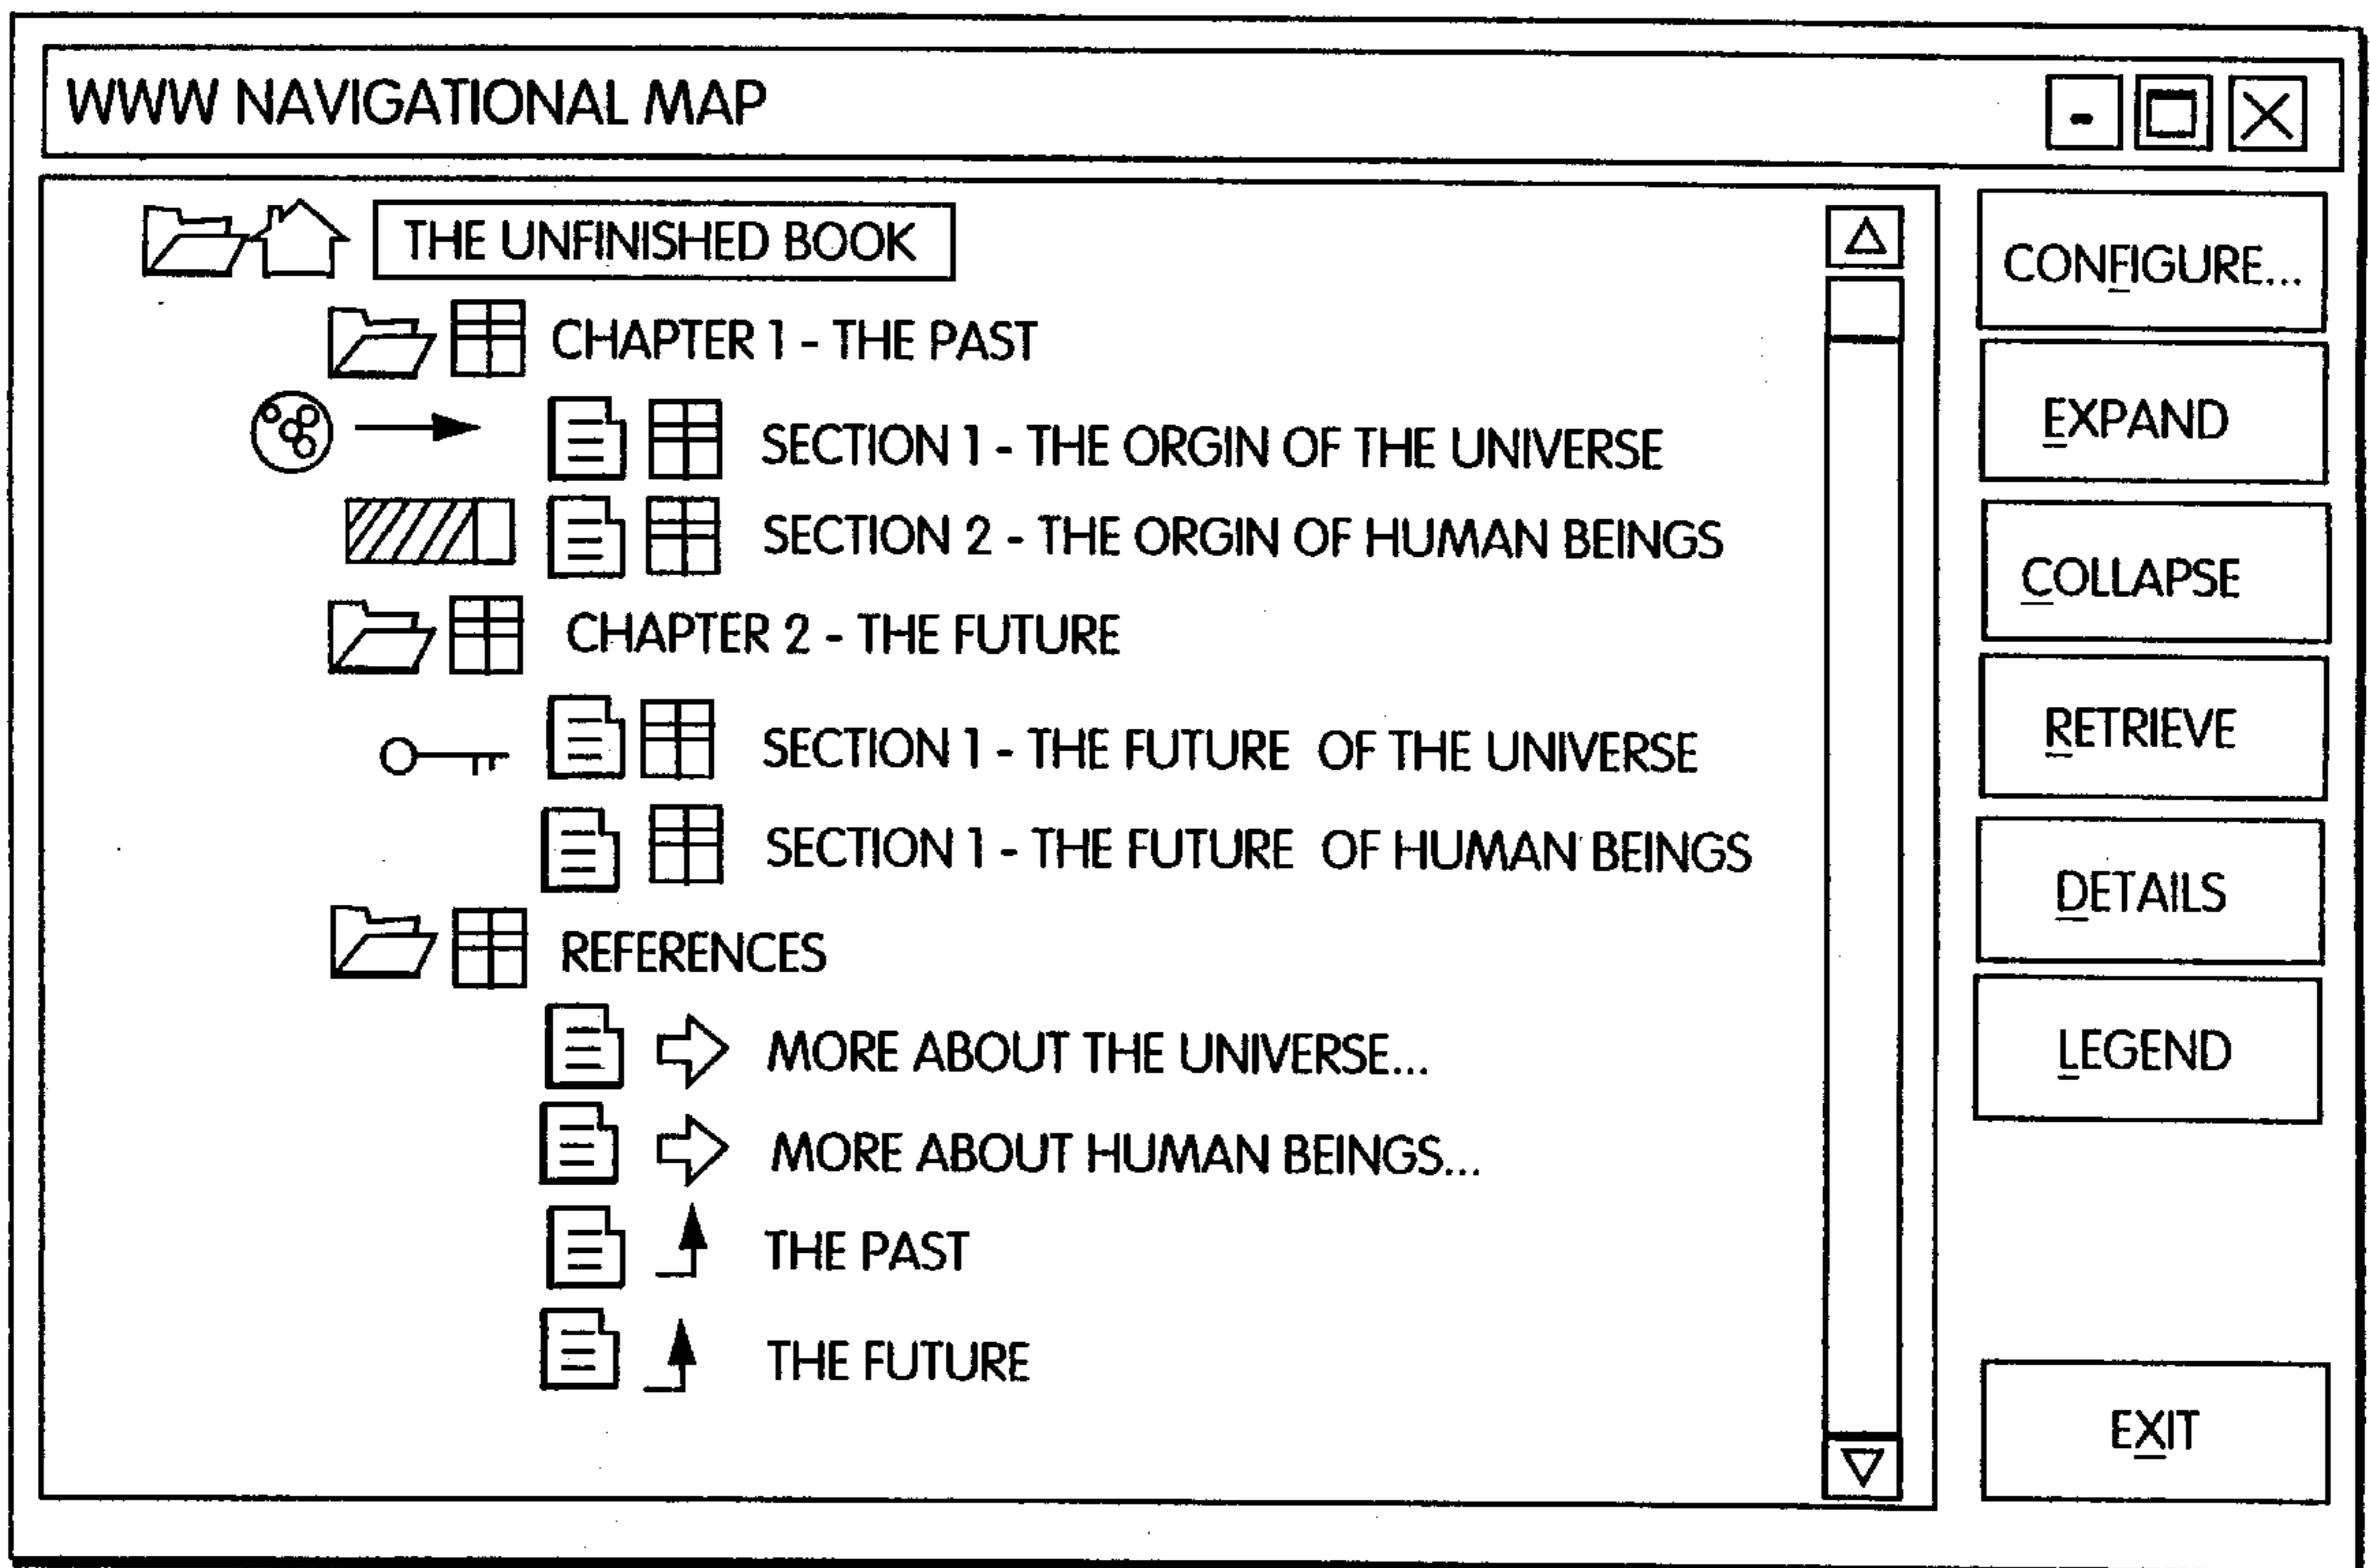 WWW NAVIGATIONAL MAP
THE UNFINISHED BOOK
CHAPTER 1 - THE PAST
SECTION 1 - THE ORGIN OF THE UNIVERSE
SECTION 2 - THE ORGIN OF HUMAN BEINGS
CHAPTER 2 - THE FUTURE
SECTION 1 - THE FUTURE OF THE UNIVERSE
SECTION 1 - THE FUTURE OF HUMAN BEINGS
REFERENCES
MORE ABOUT THE UNIVERSE...
MORE ABOUT HUMAN BEINGS...
THE PAST
THE FUTURE
CONFIGURE...
EXPAND
COLLAPSE
RETRIEVE
DETAILS
LEGEND
EXIT